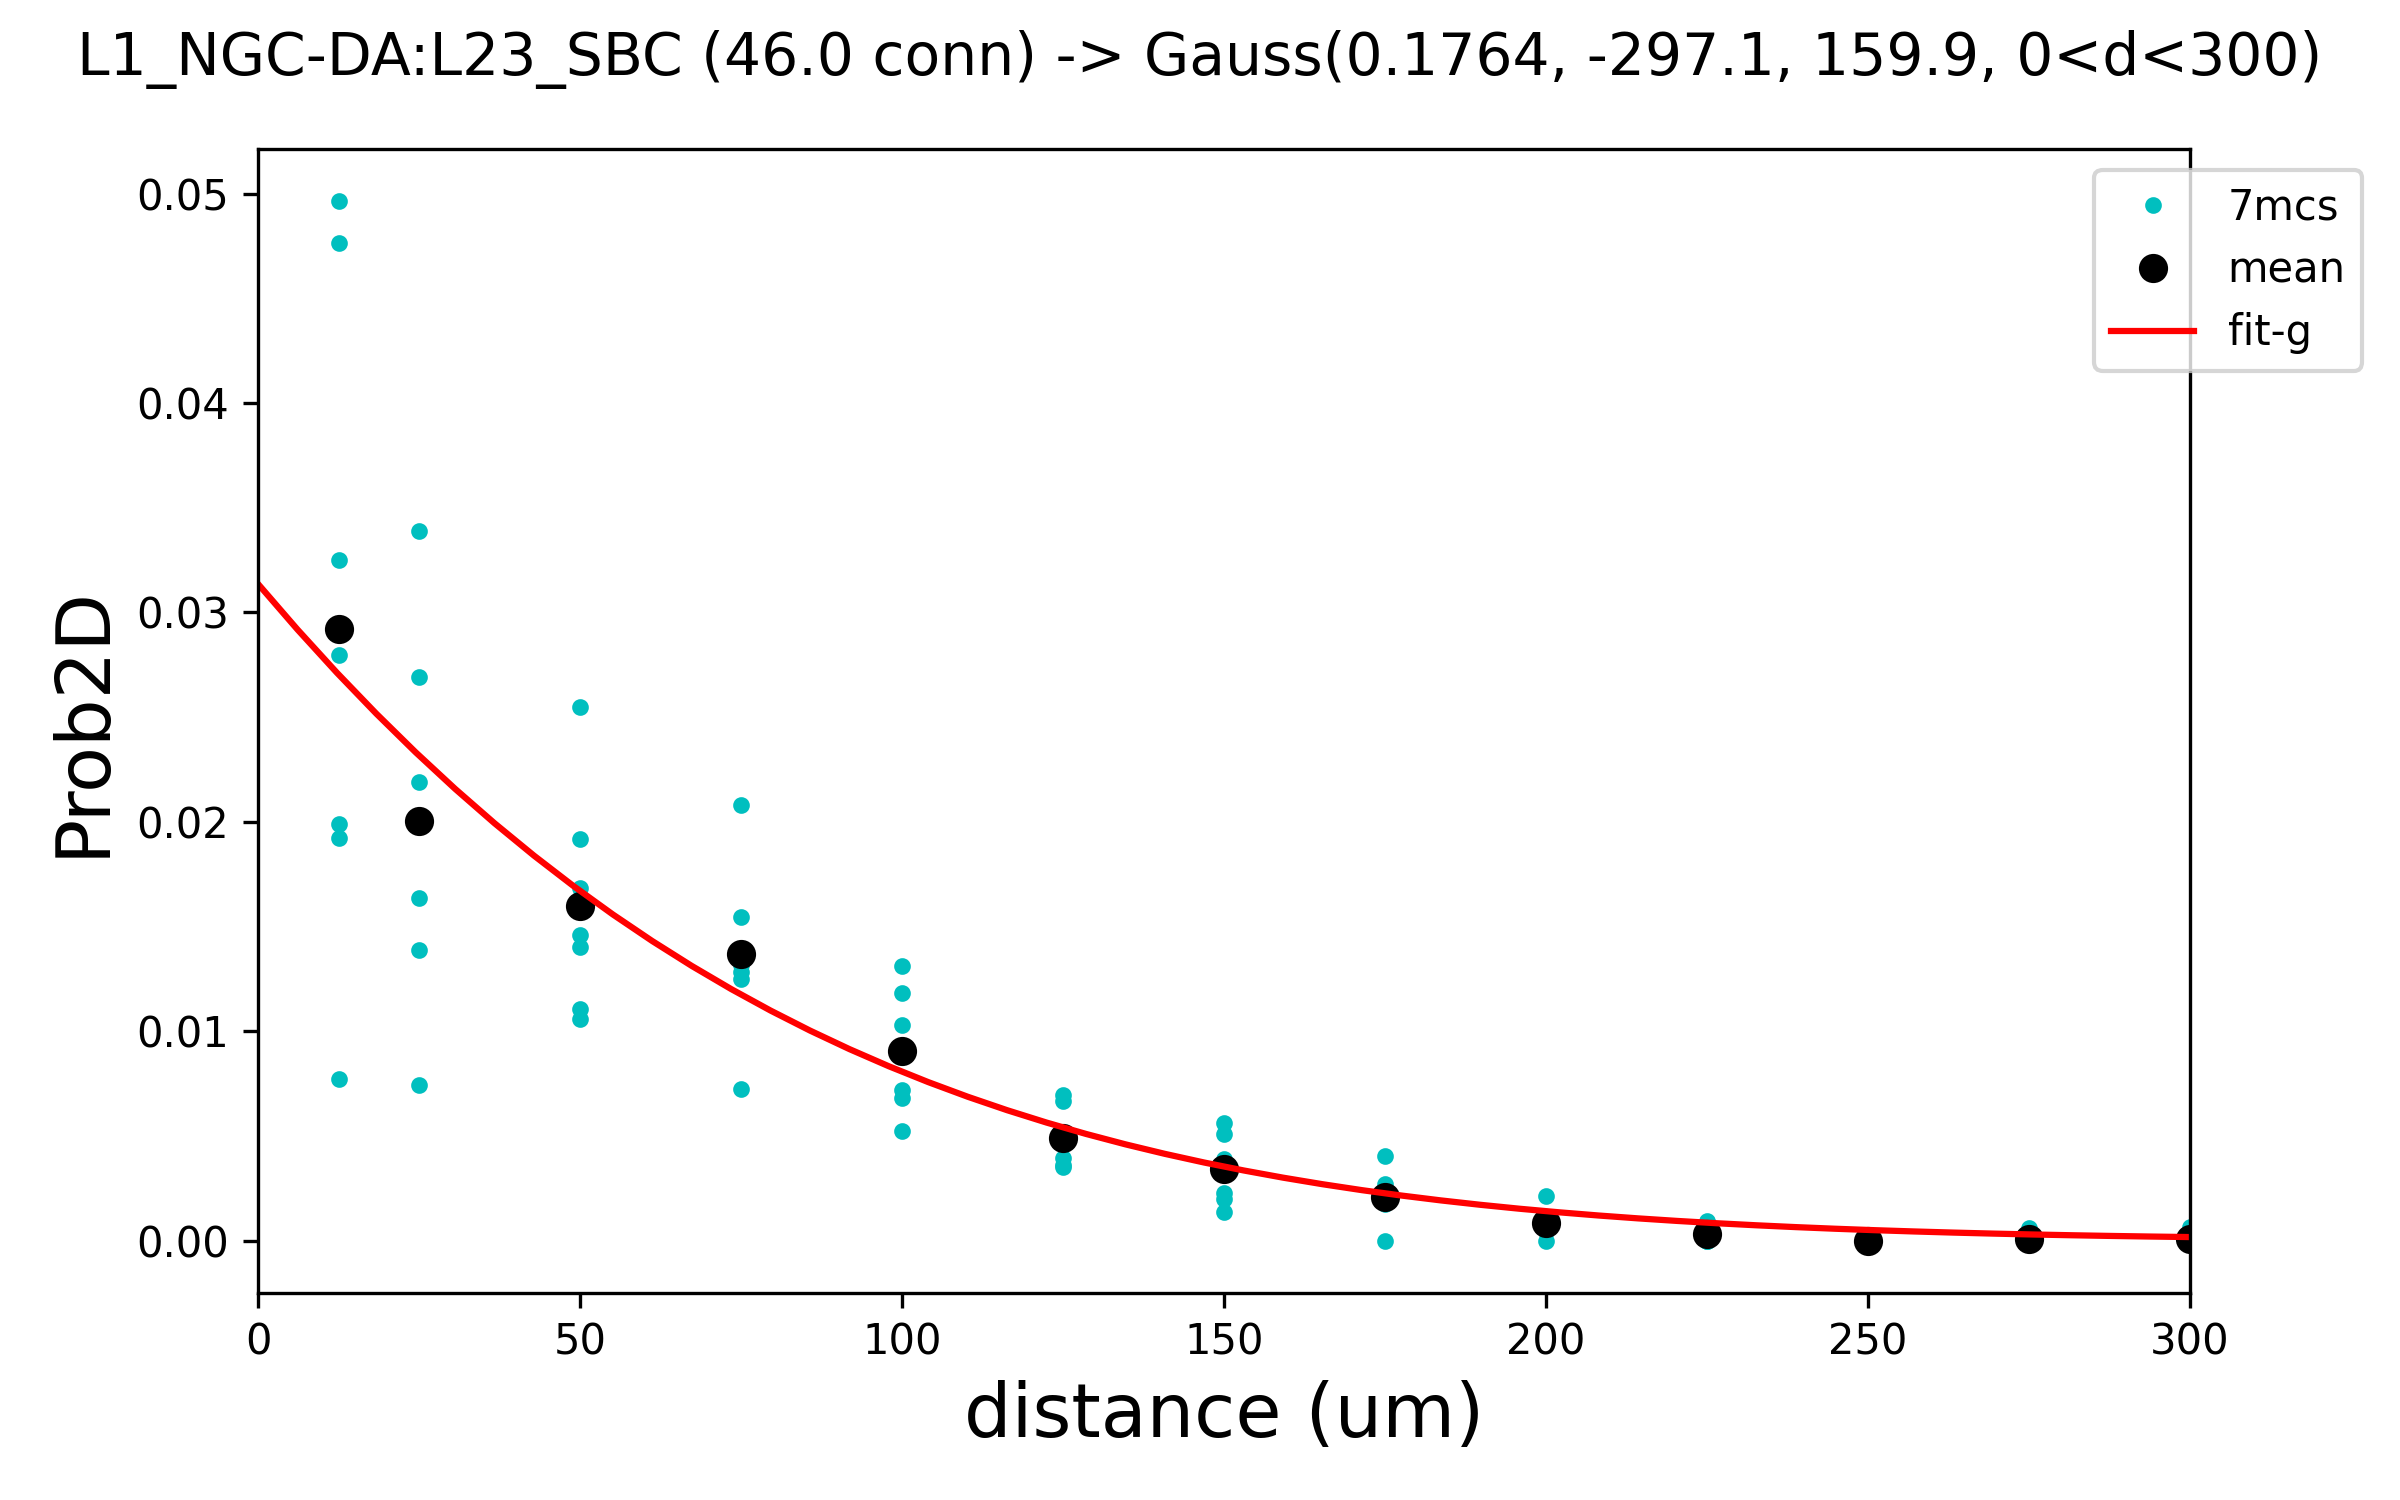 L1_NGC-DA:L23_SBC (46.0 conn) -> Gauss(0.1764, -297.1, 159.9, 0<d<300)
7mcs
mean
fit-g
Prob2D
0.05
0.04
0.03
0.02
0.01
0.00
0 50 100 150 200 250 300
distance (um)